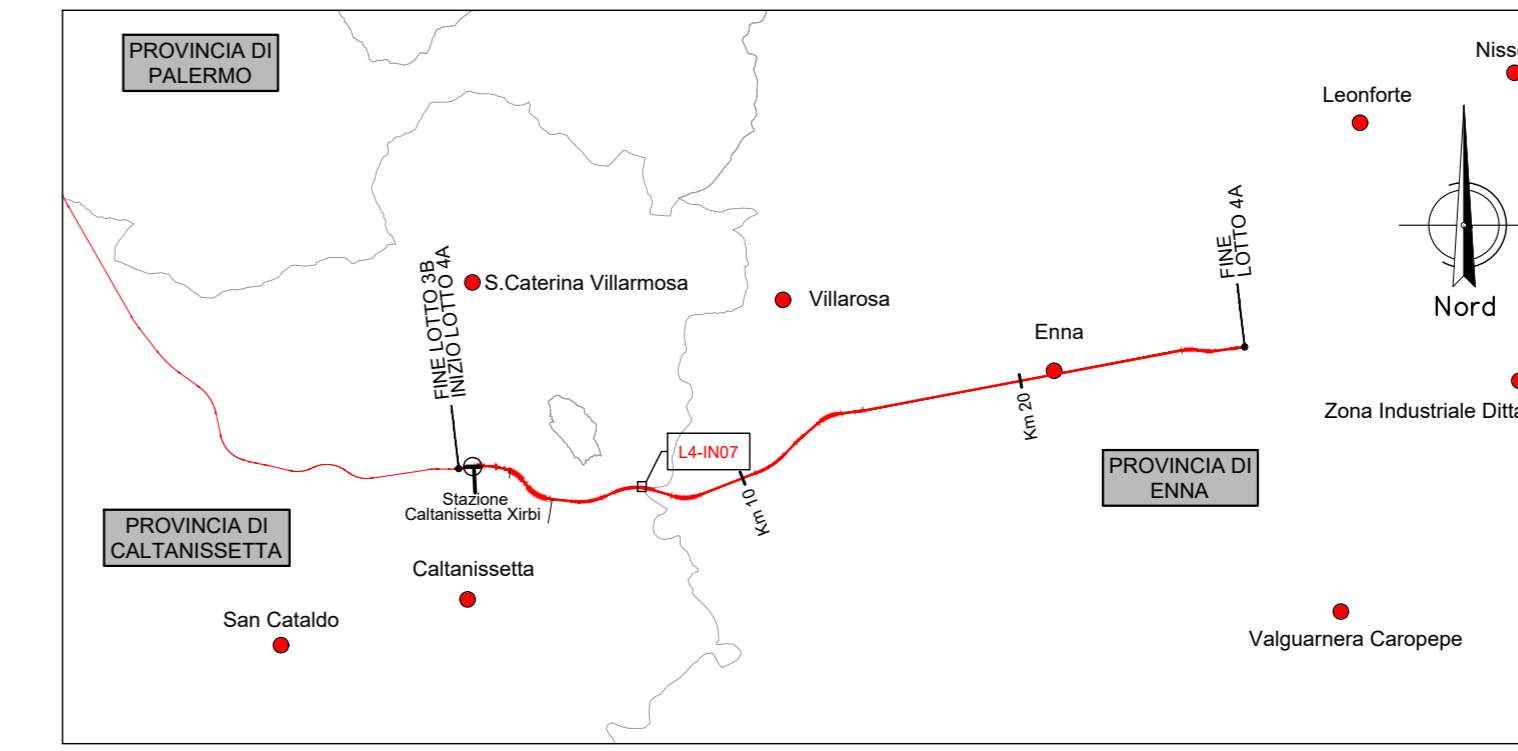 PROVINCIA DI
PALERMO
Leonforte
Nord
FINE LOTTO 3B
INIZIO LOTTO 4A
S.Caterina Villarmosa
Villarosa
FINE
LOTTO 4A
Enna
Km 20
Zona Industriale
L4-IN07
Km 10
PROVINCIA DI
ENNA
Stazione
Caltanissetta Xirbi
PROVINCIA DI
CALTANISSETTA
Caltanissetta
San Cataldo
Valguarnera Caropepe